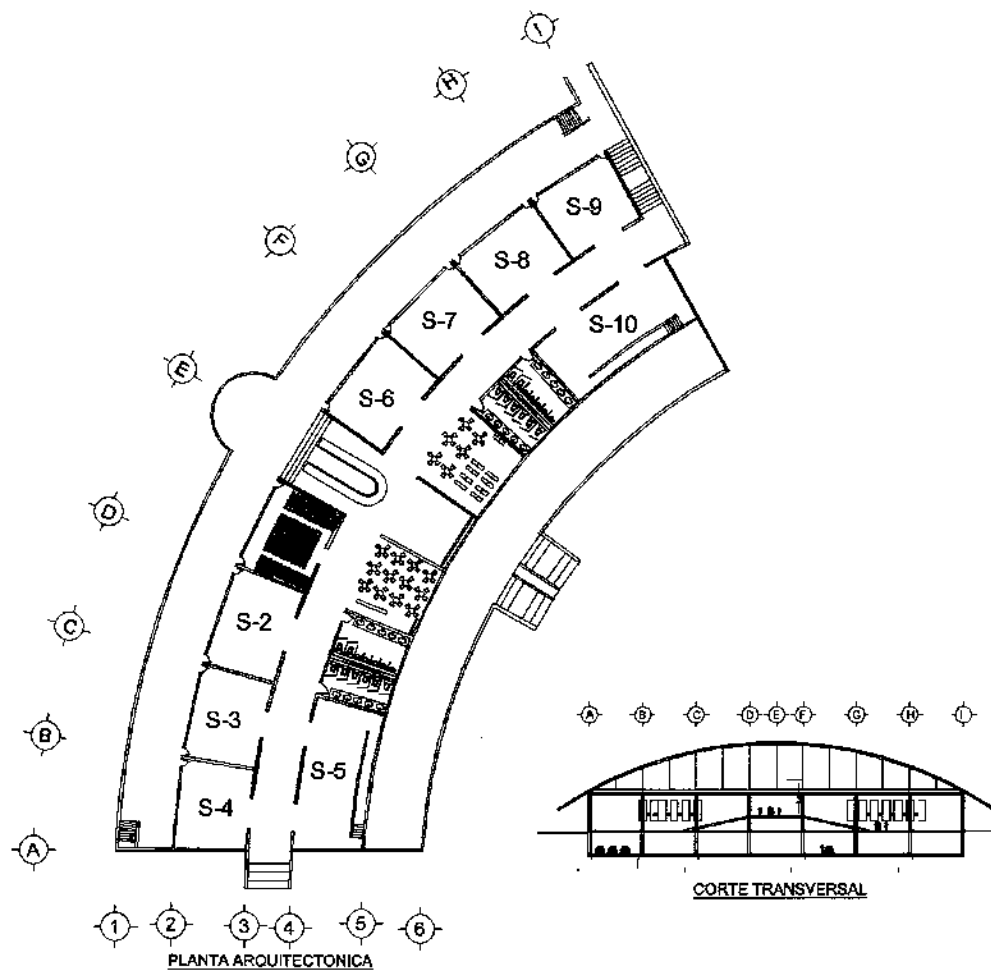 I
H
G
F
E
D
C
B
A
S-9
S-8
S-7
S-10
S-6
S-2
S-3
S-5
S-4
1 2 3 4 5 6
PLANTA ARQUITECTONICA
A B C D E F G H I
CORTE TRANSVERSAL